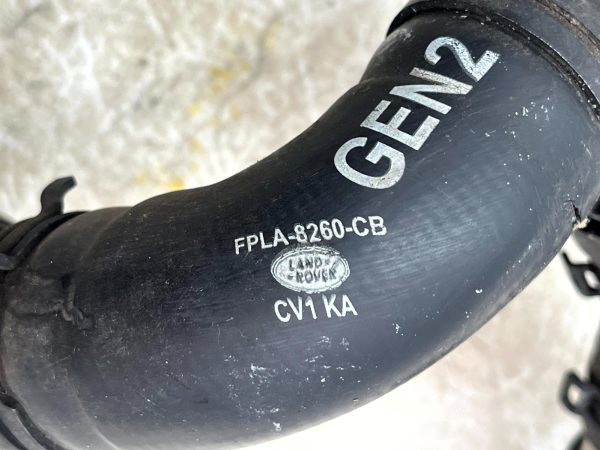 GEN2
FPLA-8260-CB
LAND
ROVER
CV1 KA